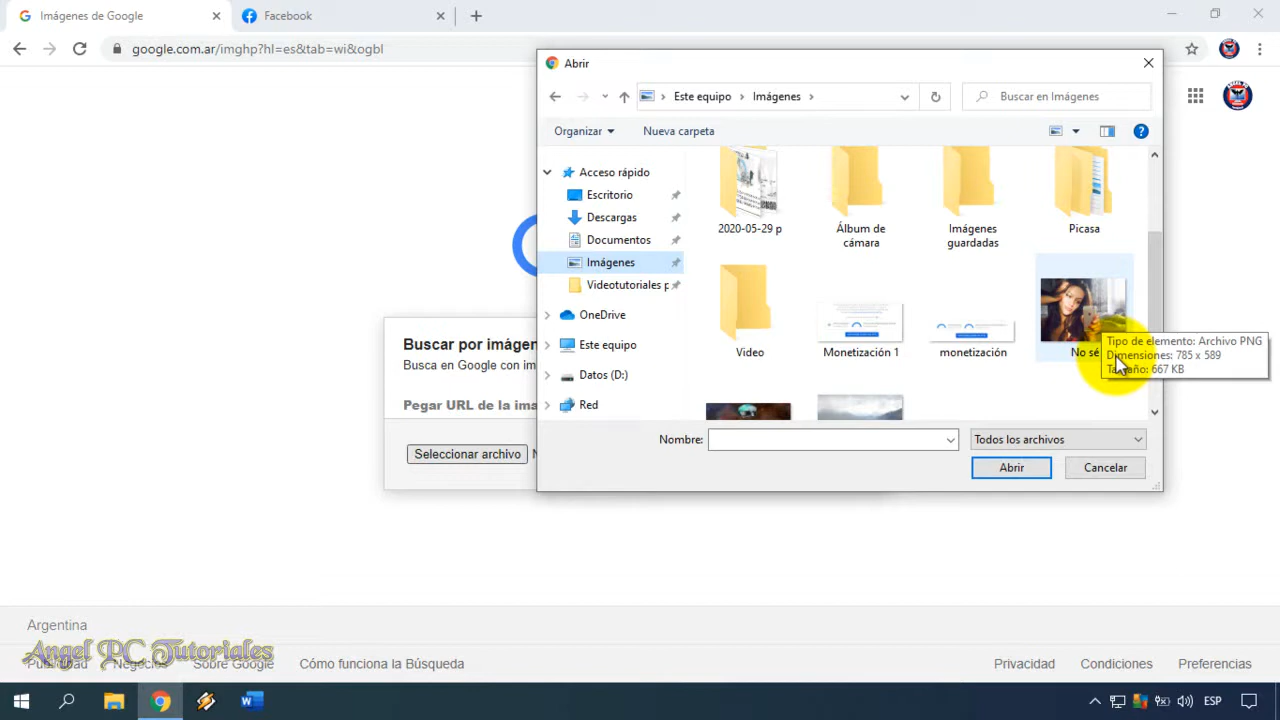 Imágenes de Google
Facebook
google.com.ar/imghp?hl=es&tab=wi&ogbl
Abrir
Este equipo
Imágenes
Buscar en Imágenes
Organizar
Nueva carpeta
Acceso rápido
Escritorio
Descargas
Documentos
Imágenes
Videotutoriales p
OneDrive
Este equipo
Datos (D:)
Red
2020-05-29 p
Álbum de
cámara
Imágenes
guardadas
Picasa
Video
Monetización 1
monetización
No sé
Tipo de elemento: Archivo PNG
Dimensiones: 785 x 589
Tamaño: 667 KB
Nombre:
Todos los archivos
Abrir
Cancelar
Buscar por imágen
Busca en Google con im
Pegar URL de la ima
Seleccionar archivo
N
Argentina
Angel PC Tutoriales
Publicidad
Negocios
Sobre Google
Cómo funciona la Búsqueda
Privacidad
Condiciones
Preferencias
ESP